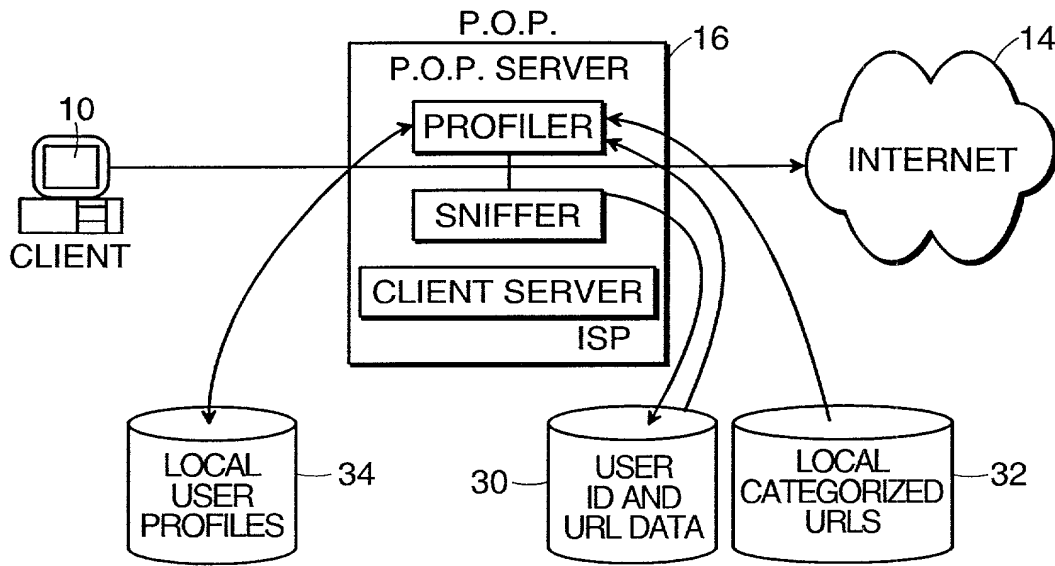 P.O.P.
16
P.O.P. SERVER
14
10
PROFILER
INTERNET
SNIFFER
CLIENT
CLIENT SERVER
ISP
LOCAL
USER
PROFILES
34
30
USER
ID AND
URL DATA
LOCAL
CATEGORIZED
URLS
32